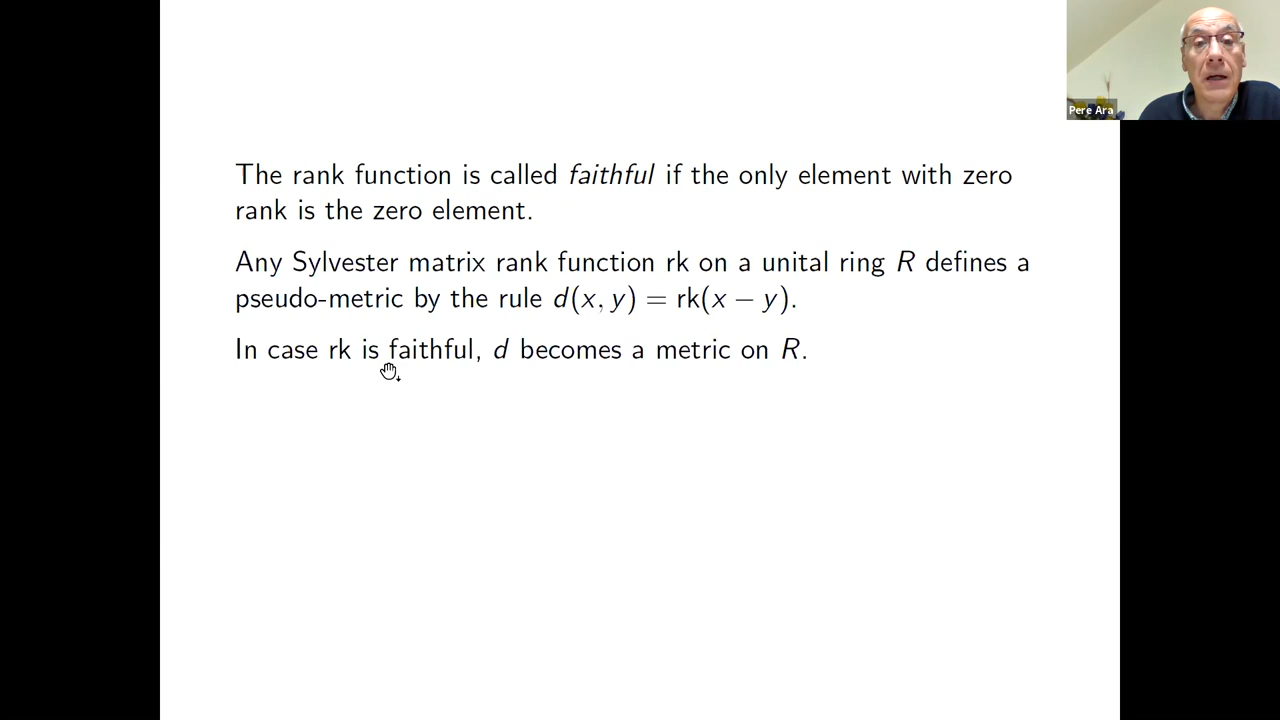 Pere Ara
The rank function is called faithful if the only element with zero
rank is the zero element.
Any Sylvester matrix rank function rk on a unital ring R defines a
pseudo-metric by the rule d(x, y) = rk(x − y).
In case rk is faithful, d becomes a metric on R.